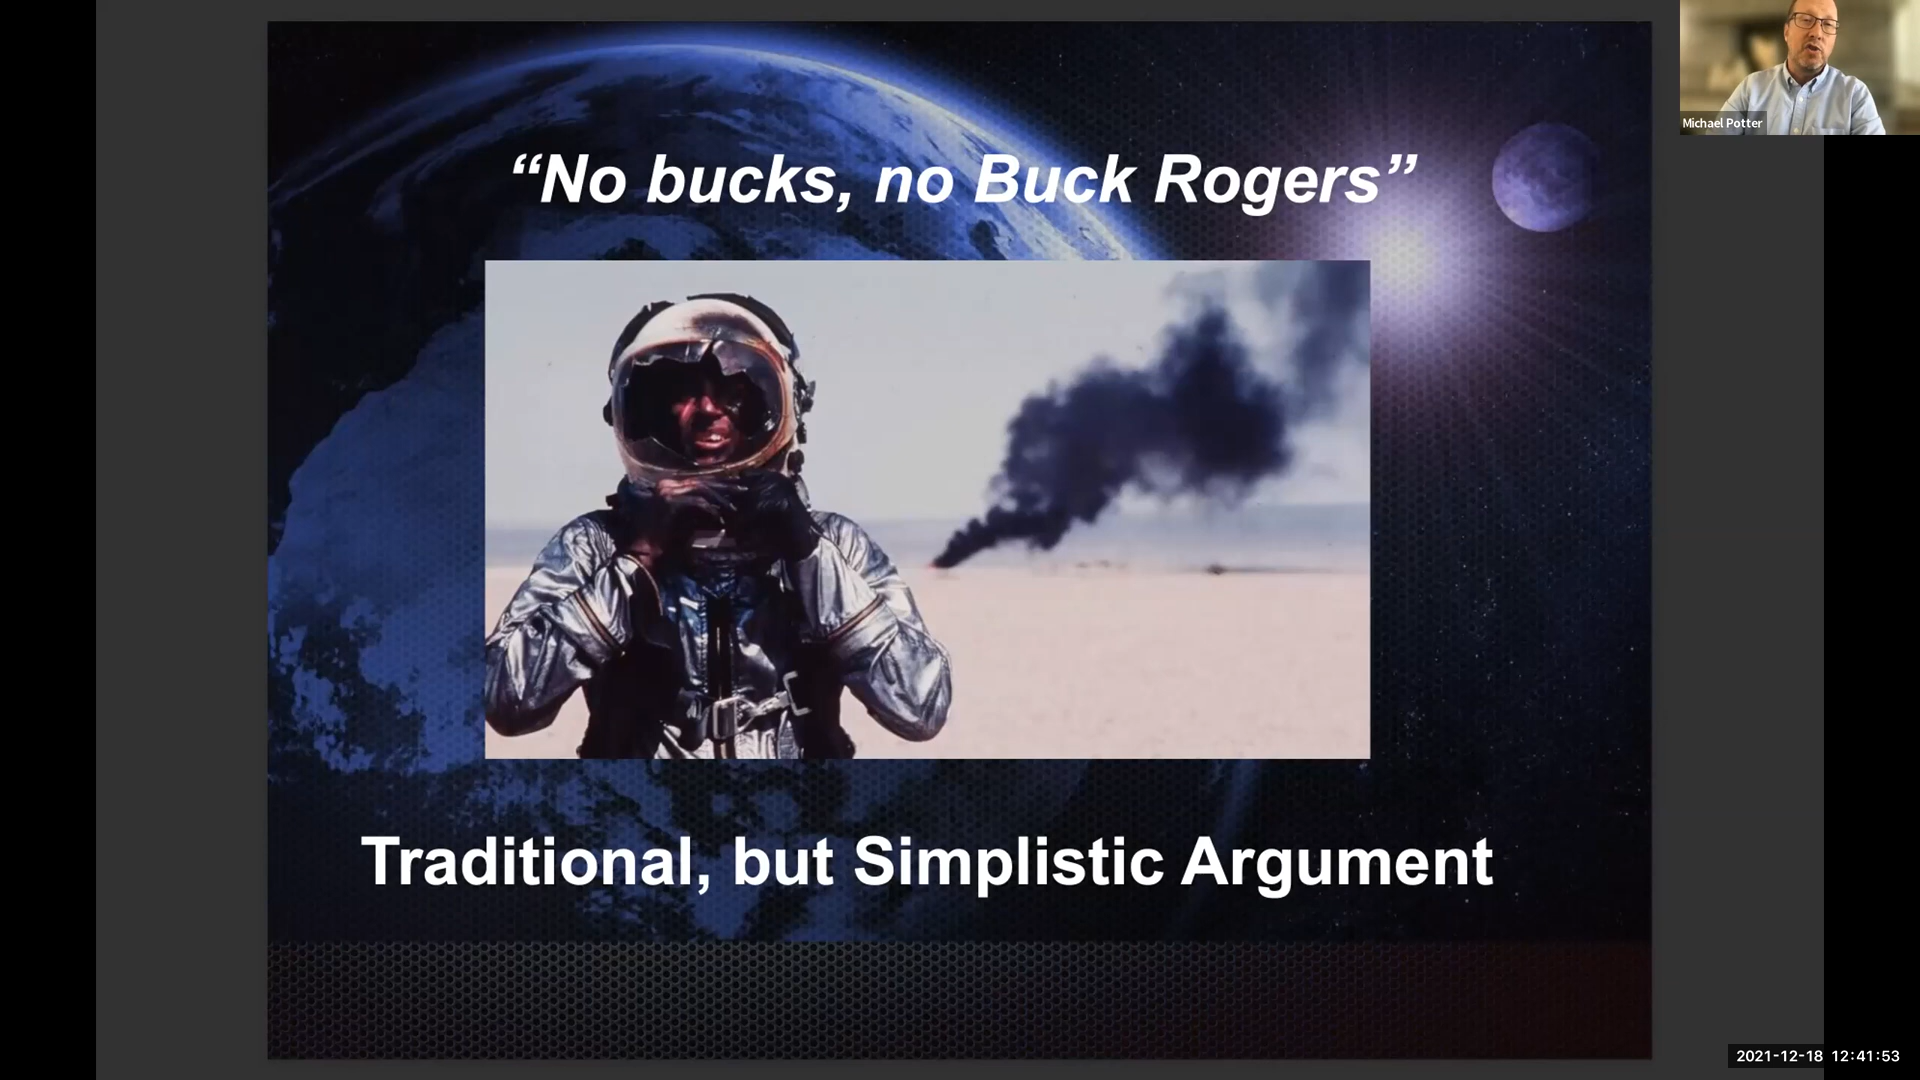 “No bucks, no Buck Rogers”
Michael Potter
Traditional, but Simplistic Argument
2021-12-18 12:41:53